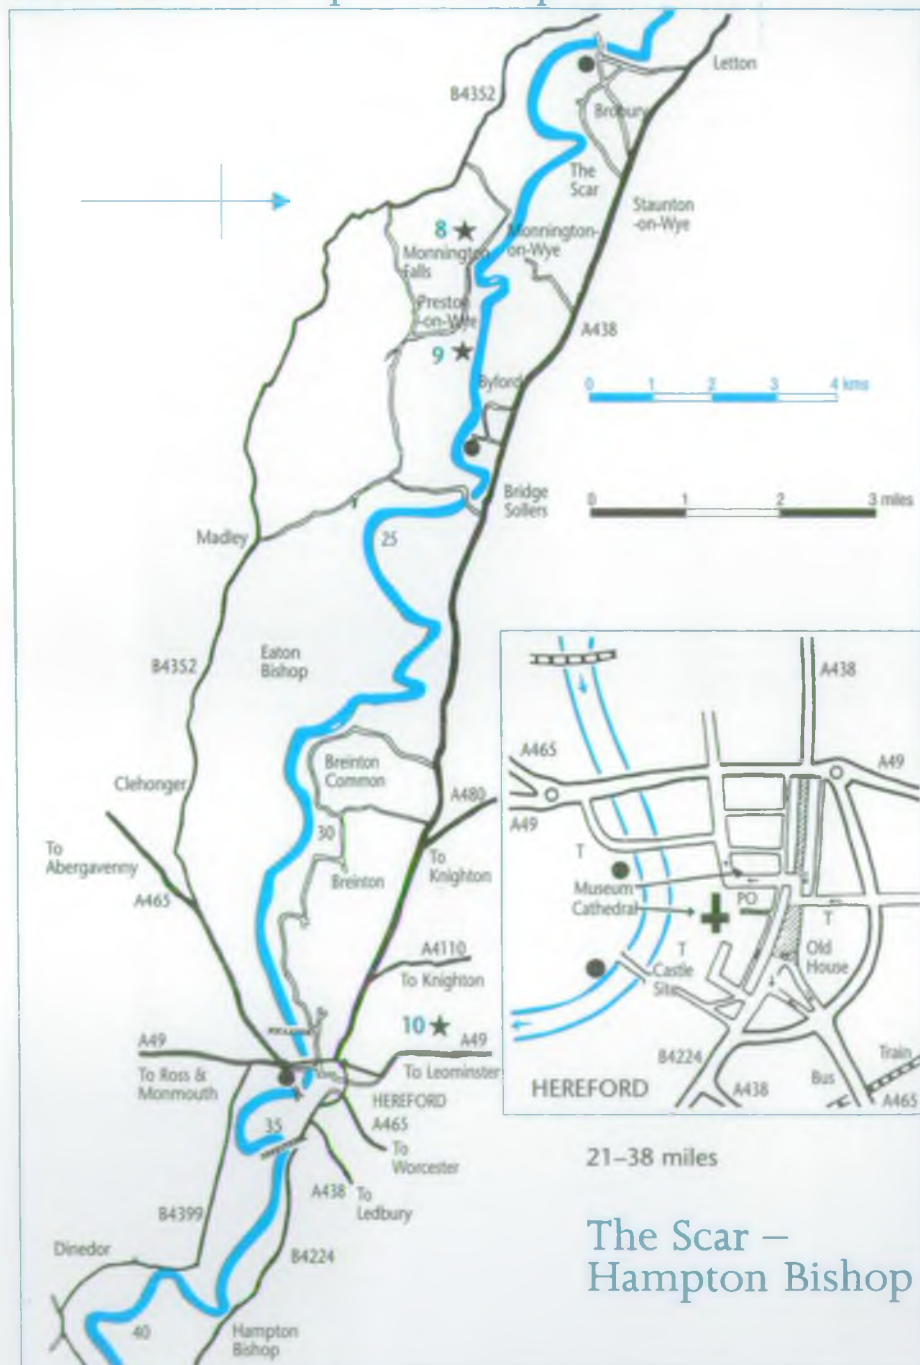 Letton
B4352
Brobury
The
Scar
Staunton
-on-Wye
8
Monnington-
on-Wye
Monnington
Falls
Preston
-on-Wye
A438
9
Byford
0 1 2 3 4 kms
Bridge
Sollers
0 1 2 3 miles
25
Madley
Eaton
Bishop
B4352
A438
A465
A49
Breinton
Common
Clehonger
A480
A49
To
Abergavenny
30
To
Knighton
T
Breinton
Museum
PO
Cathedral
T
A465
A4110
T
Old
House
To Knighton
Castle
Site
10
A49
A49
B4224
Train
To Ross &
Monmouth
To Leominster
Bus
HEREFORD
A438
A465
HEREFORD
35
A465
To
Worcester
21–38 miles
A438
To
Ledbury
B4399
The Scar –
Hampton Bishop
Dinedor
B4224
40
Hampton
Bishop